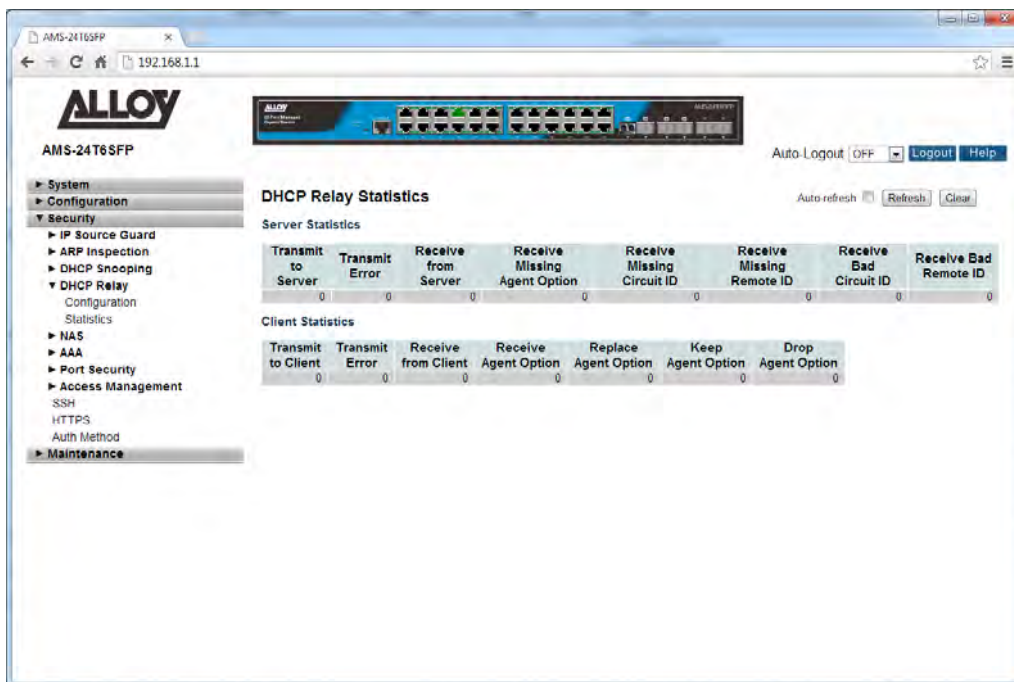 AMS-24T6SFP
192.168.1.1
ALLOY
ALLOY
AMS-24T6SFP
Auto-Logout OFF Logout Help
► System
► Configuration
▼ Security
► IP Source Guard
► ARP Inspection
► DHCP Snooping
▼ DHCP Relay
Configuration
Statistics
► NAS
► AAA
► Port Security
► Access Management
SSH
HTTPS
Auth Method
► Maintenance
DHCP Relay Statistics
Auto-refresh Refresh Clear
Server Statistics
Transmit to Server Transmit Error Receive from Server Receive Missing Agent Option Receive Missing Circuit ID Receive Missing Remote ID Receive Bad Circuit ID Receive Bad Remote ID
0 0 0 0 0 0 0 0
Client Statistics
Transmit to Client Transmit Error Receive from Client Receive Agent Option Replace Agent Option Keep Agent Option Drop Agent Option
0 0 0 0 0 0 0